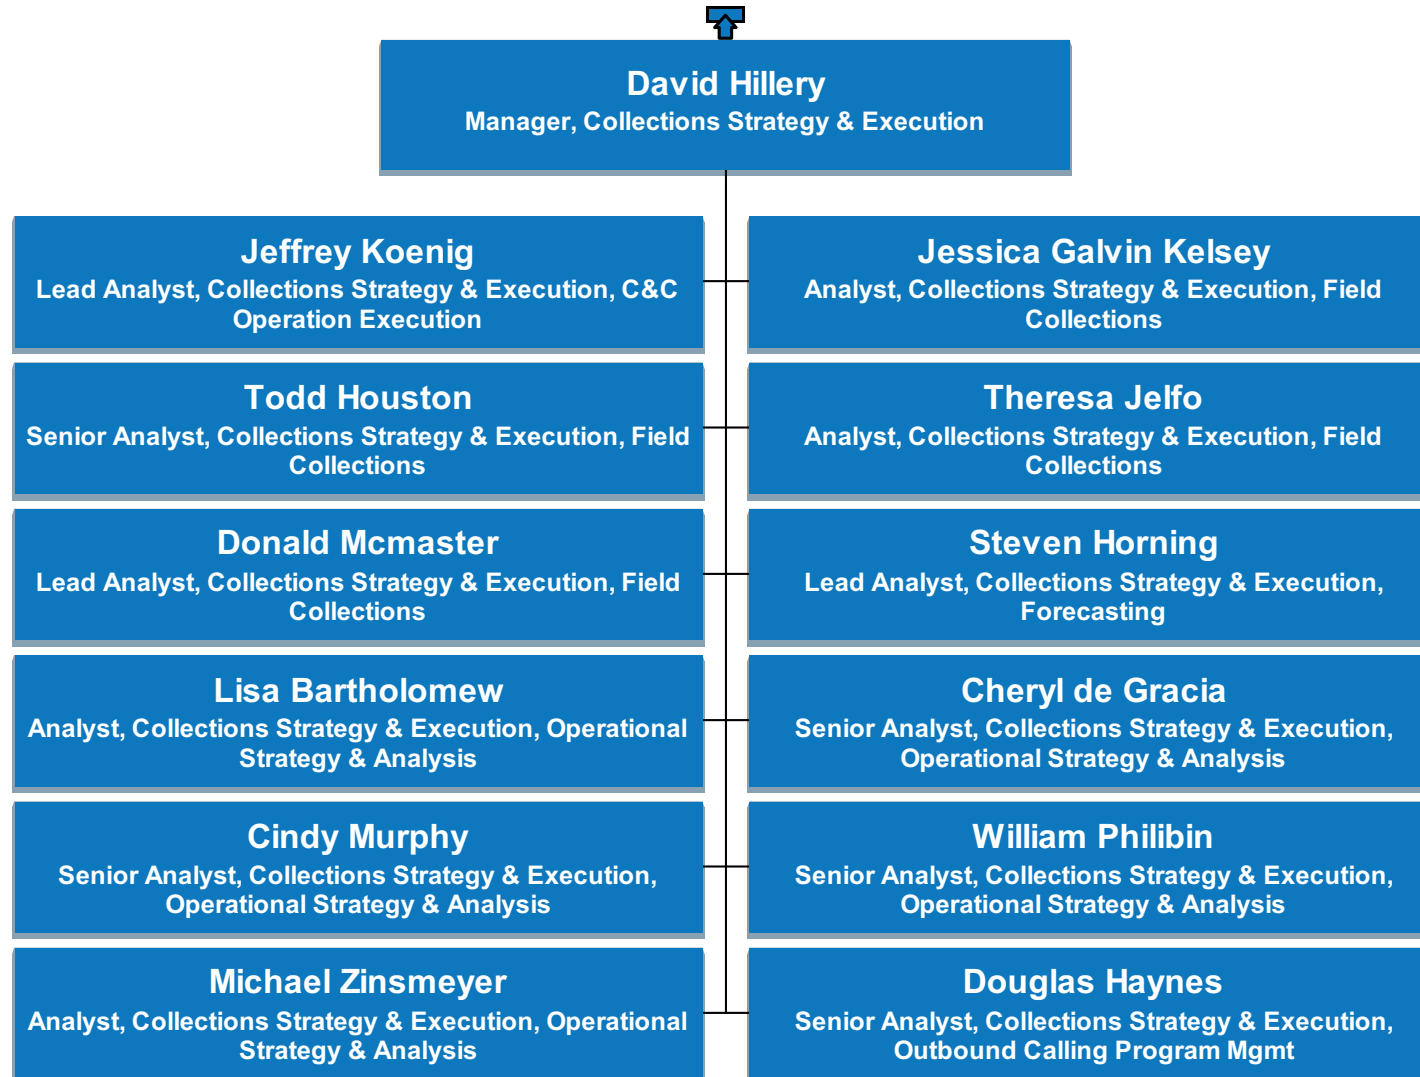 David Hillery
Manager, Collections Strategy & Execution
Jeffrey Koenig
Lead Analyst, Collections Strategy & Execution, C&C
Operation Execution
Jessica Galvin Kelsey
Analyst, Collections Strategy & Execution, Field
Collections
Todd Houston
Senior Analyst, Collections Strategy & Execution, Field
Collections
Theresa Jelfo
Analyst, Collections Strategy & Execution, Field
Collections
Donald Mcmaster
Lead Analyst, Collections Strategy & Execution, Field
Collections
Steven Horning
Lead Analyst, Collections Strategy & Execution,
Forecasting
Lisa Bartholomew
Analyst, Collections Strategy & Execution, Operational
Strategy & Analysis
Cheryl de Gracia
Senior Analyst, Collections Strategy & Execution,
Operational Strategy & Analysis
Cindy Murphy
Senior Analyst, Collections Strategy & Execution,
Operational Strategy & Analysis
William Philibin
Senior Analyst, Collections Strategy & Execution,
Operational Strategy & Analysis
Michael Zinsmeyer
Analyst, Collections Strategy & Execution, Operational
Strategy & Analysis
Douglas Haynes
Senior Analyst, Collections Strategy & Execution,
Outbound Calling Program Mgmt